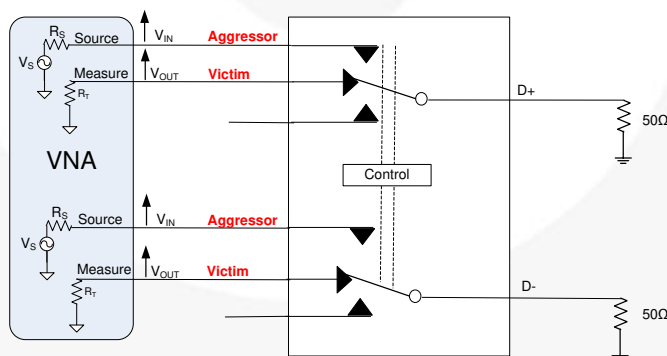 RS Source VIN Aggressor
VS
Measure VOUT Victim
RT
D+
50Ω
VNA
Control
RS Source VIN Aggressor
VS
Measure VOUT Victim
RT
D-
50Ω